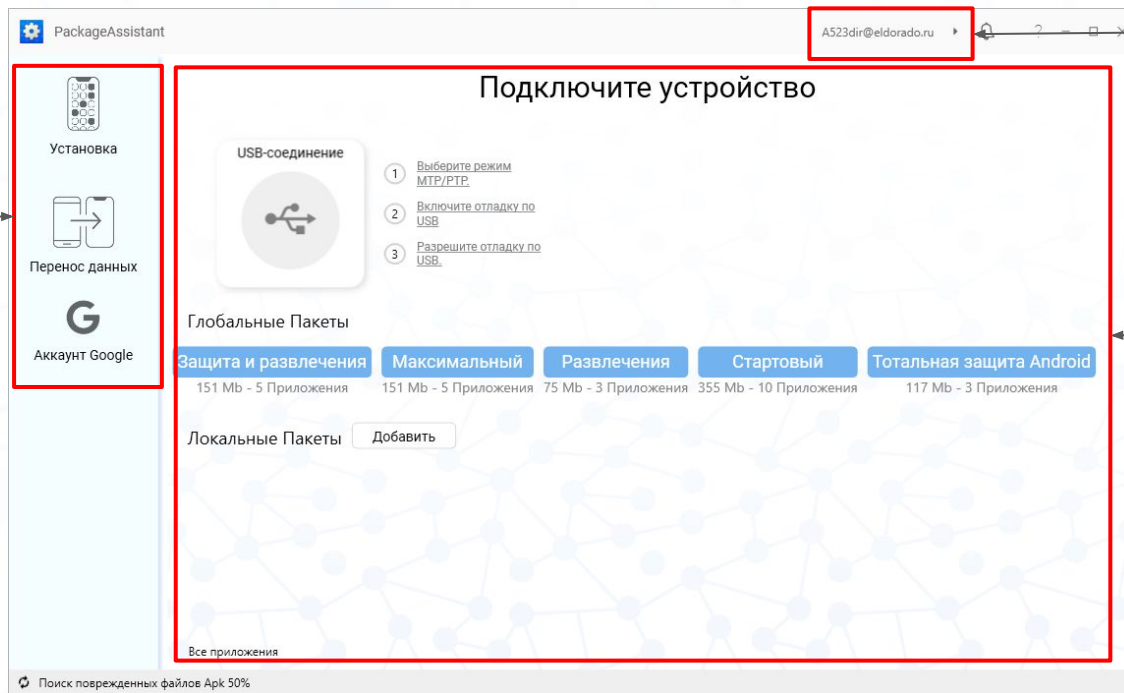 PackageAssistant
A523dir@eldorado.ru
?
Установка
Перенос данных
G
Аккаунт Google
Подключите устройство
USB-соединение
1 Выберите режим
MTP/PTP.
2 Включите отладку по
USB
3 Разрешите отладку по
USB.
Глобальные Пакеты
Защита и развлечения Максимальный Развлечения Стартовый Тотальная защита Android
151 Mb - 5 Приложения 151 Mb - 5 Приложения 75 Mb - 3 Приложения 355 Mb - 10 Приложения 117 Mb - 3 Приложения
Локальные Пакеты Добавить
Все приложения
Поиск поврежденных файлов Apk 50%